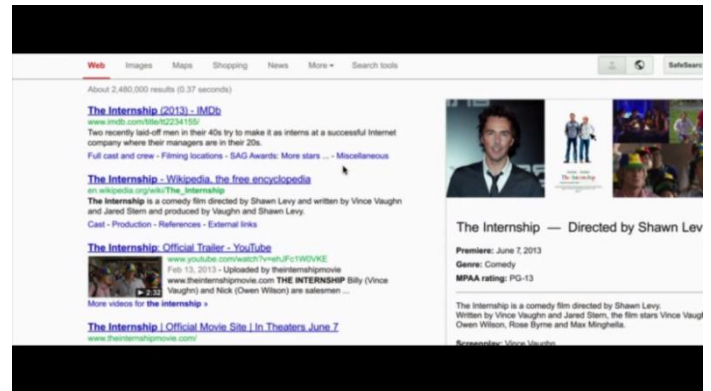 Web Images Maps Shopping News More Search tools
SafeSearc
About 2,480,000 results (0.37 seconds)
The Internship (2013) - IMDb
www.imdb.com/title/tt2234155/
Two recently laid-off men in their 40s try to make it as interns at a successful Internet
company where their managers are in their 20s.
Full cast and crew - Filming locations - SAG Awards: More stars ... - Miscellaneous
The Internship - Wikipedia, the free encyclopedia
en.wikipedia.org/wiki/The_Internship
The Internship is a comedy film directed by Shawn Levy and written by Vince Vaughn
and Jared Stern and produced by Vaughn and Shawn Levy.
Cast - Production - References - External links
The Internship: Official Trailer - YouTube
www.youtube.com/watch?v=ehJFc1W0VKE
Feb 13, 2013 - Uploaded by theinternshipmovie
www.theinternshipmovie.com THE INTERNSHIP Billy (Vince
Vaughn) and Nick (Owen Wilson) are salesmen ...
2:32
More videos for the internship »
The Internship | Official Movie Site | In Theaters June 7
www.theinternshipmovie.com/
The Internship — Directed by Shawn Lev
Premiere: June 7, 2013
Genre: Comedy
MPAA rating: PG-13
The Internship is a comedy film directed by Shawn Levy.
Written by Vince Vaughn and Jared Stern, the film stars Vince Vaugh
Owen Wilson, Rose Byrne and Max Minghella.
Screenplay: Vince Vaughn